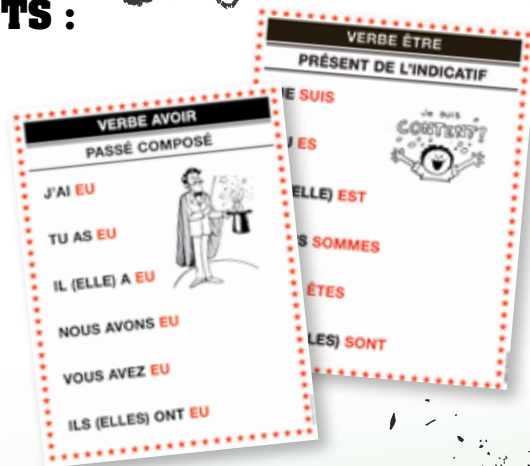 TS :
VERBE AVOIR
PASSÉ COMPOSÉ
J'AI EU
TU AS EU
IL (ELLE) A EU
NOUS AVONS EU
VOUS AVEZ EU
ILS (ELLES) ONT EU
VERBE ÊTRE
PRÉSENT DE L'INDICATIF
E SUIS
ES
ELLE) EST
S SOMMES
ÊTES
LES) SONT
Je suis
CONTENT!